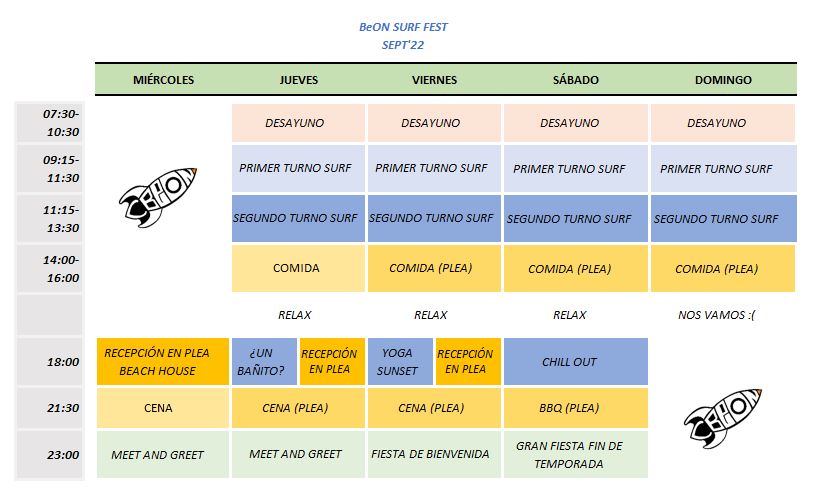 BeON SURF FEST
SEPT'22
MIÉRCOLES JUEVES VIERNES SÁBADO DOMINGO
07:30-
10:30
DESAYUNO DESAYUNO DESAYUNO DESAYUNO
09:15-
11:30
PRIMER TURNO SURF PRIMER TURNO SURF PRIMER TURNO SURF PRIMER TURNO SURF
BEON
11:15-
13:30
SEGUNDO TURNO SURF SEGUNDO TURNO SURF SEGUNDO TURNO SURF SEGUNDO TURNO SURF
14:00-
16:00
COMIDA COMIDA (PLEA) COMIDA (PLEA) COMIDA (PLEA)
RELAX RELAX RELAX NOS VAMOS :(
18:00
RECEPCIÓN EN PLEA
BEACH HOUSE
¿UN
BAÑITO?
RECEPCIÓN
EN PLEA
YOGA
SUNSET
RECEPCIÓN
EN PLEA
CHILL OUT
21:30 CENA CENA (PLEA) CENA (PLEA) BBQ (PLEA)
BEON
23:00 MEET AND GREET MEET AND GREET FIESTA DE BIENVENIDA
GRAN FIESTA FIN DE
TEMPORADA